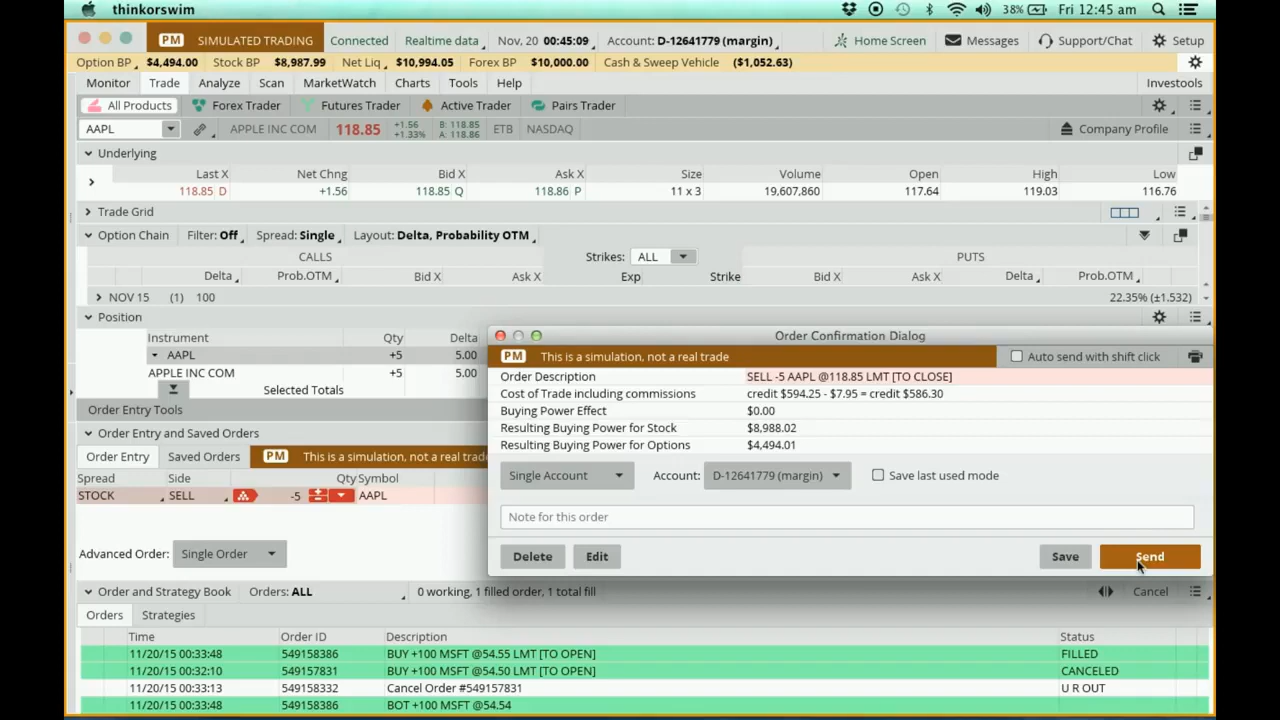 thinkorswim 38% Fri 12:45 am
PM SIMULATED TRADING Connected Realtime data Nov, 20 00:45:09 Account: D-12641779 (margin) Home Screen Messages Support/Chat Setup
Option BP $4,494.00 Stock BP $8,987.99 Net Liq $10,994.05 Forex BP $10,000.00 Cash & Sweep Vehicle ($1,052.63)
Monitor Trade Analyze Scan MarketWatch Charts Tools Help Investools
All Products Forex Trader Futures Trader Active Trader Pairs Trader
AAPL APPLE INC COM 118.85 +1.56 B: 118.85 ETB NASDAQ Company Profile
+1.33% A: 118.86
Underlying
Last X Net Chng Bid X Ask X Size Volume Open High Low
118.85 D +1.56 118.85 Q 118.86 P 11 x 3 19,607,860 117.64 119.03 116.76
Trade Grid
Option Chain Filter: Off Spread: Single Layout: Delta, Probability OTM
CALLS Strikes: ALL PUTS
Delta Prob.OTM Bid X Ask X Exp Strike Bid X Ask X Delta Prob.OTM
NOV 15 (1) 100 22.35% (±1.532)
Position
Instrument Qty Delta
AAPL +5 5.00
APPLE INC COM +5 5.00
Selected Totals
Order Entry Tools
Order Entry and Saved Orders
Order Entry Saved Orders PM This is a simulation, not a real trade
Spread Side Qty Symbol
STOCK SELL -5 AAPL
Advanced Order: Single Order
Order Confirmation Dialog
PM This is a simulation, not a real trade Auto send with shift click
Order Description SELL -5 AAPL @118.85 LMT [TO CLOSE]
Cost of Trade including commissions credit $594.25 - $7.95 = credit $586.30
Buying Power Effect $0.00
Resulting Buying Power for Stock $8,988.02
Resulting Buying Power for Options $4,494.01
Single Account Account: D-12641779 (margin) Save last used mode
Note for this order
Delete Edit Save Send
Order and Strategy Book Orders: ALL 0 working, 1 filled order, 1 total fill Cancel
Orders Strategies
Time Order ID Description Status
11/20/15 00:33:48 549158386 BUY +100 MSFT @54.55 LMT [TO OPEN] FILLED
11/20/15 00:32:10 549157831 BUY +100 MSFT @54.50 LMT [TO OPEN] CANCELED
11/20/15 00:33:13 549158332 Cancel Order #549157831 U R OUT
11/20/15 00:33:48 549158386 BOT +100 MSFT @54.54